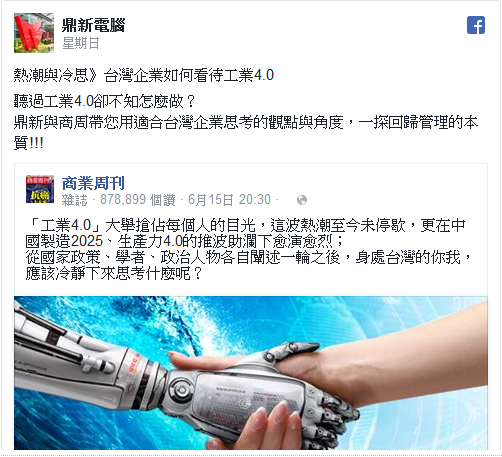 鼎新電腦
星期日
熱潮與冷思》台灣企業如何看待工業4.0
聽過工業4.0卻不知怎麼做？
鼎新與商周帶您用適合台灣企業思考的觀點與角度，一探回歸管理的本
質!!!
商業周刊
雜誌 · 878,899 個讚 · 6月15日 20:30 ·
「工業4.0」大舉搶佔每個人的目光，這波熱潮至今未停歇，更在中
國製造2025、生產力4.0的推波助瀾下愈演愈烈；
從國家政策、學者、政治人物各自闡述一輪之後，身處台灣的你我，
應該冷靜下來思考什麼呢？